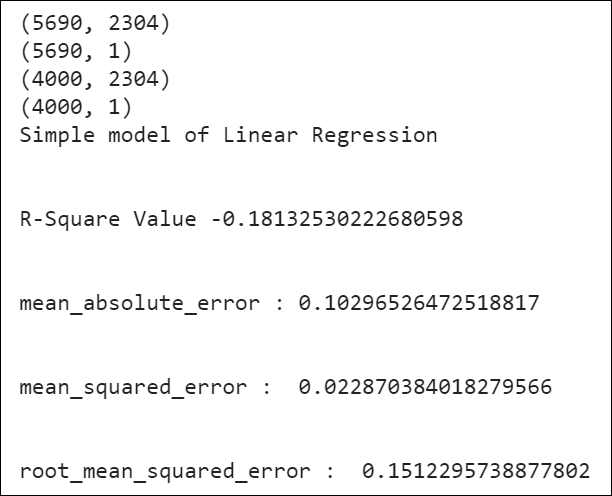 (5690, 2304)
(5690, 1)
(4000, 2304)
(4000, 1)
Simple model of Linear Regression
R-Square Value -0.18132530222680598
mean_absolute_error : 0.10296526472518817
mean_squared_error :  0.022870384018279566
root_mean_squared_error :  0.1512295738877802